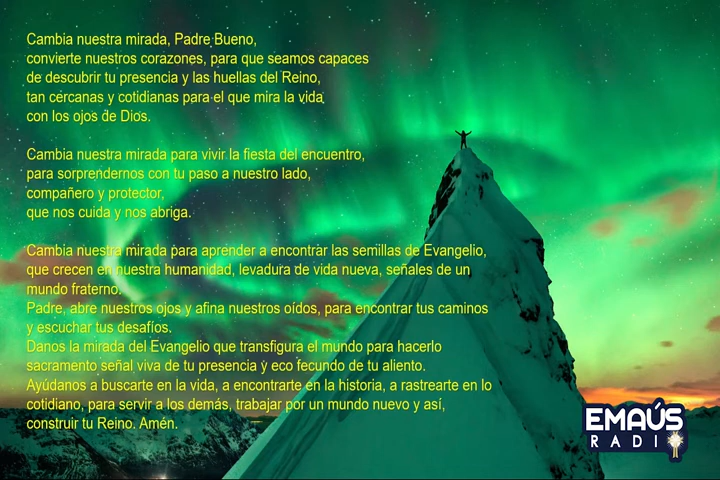 Cambia nuestra mirada, Padre Bueno,
convierte nuestros corazones, para que seamos capaces
de descubrir tu presencia y las huellas del Reino,
tan cercanas y cotidianas para el que mira la vida
con los ojos de Dios.
Cambia nuestra mirada para vivir la fiesta del encuentro,
para sorprendernos con tu paso a nuestro lado,
compañero y protector,
que nos cuida y nos abriga.
Cambia nuestra mirada para aprender a encontrar las semillas de Evangelio,
que crecen en nuestra humanidad, levadura de vida nueva, señales de un
mundo fraterno.
Padre, abre nuestros ojos y afina nuestros oídos, para encontrar tus caminos
y escuchar tus desafíos.
Danos la mirada del Evangelio que transfigura el mundo para hacerlo
sacramento señal viva de tu presencia y eco fecundo de tu aliento.
Ayúdanos a buscarte en la vida, a encontrarte en la historia, a rastrearte en lo
cotidiano, para servir a los demás, trabajar por un mundo nuevo y así,
construir tu Reino. Amén.
EMAÚS
RADIO